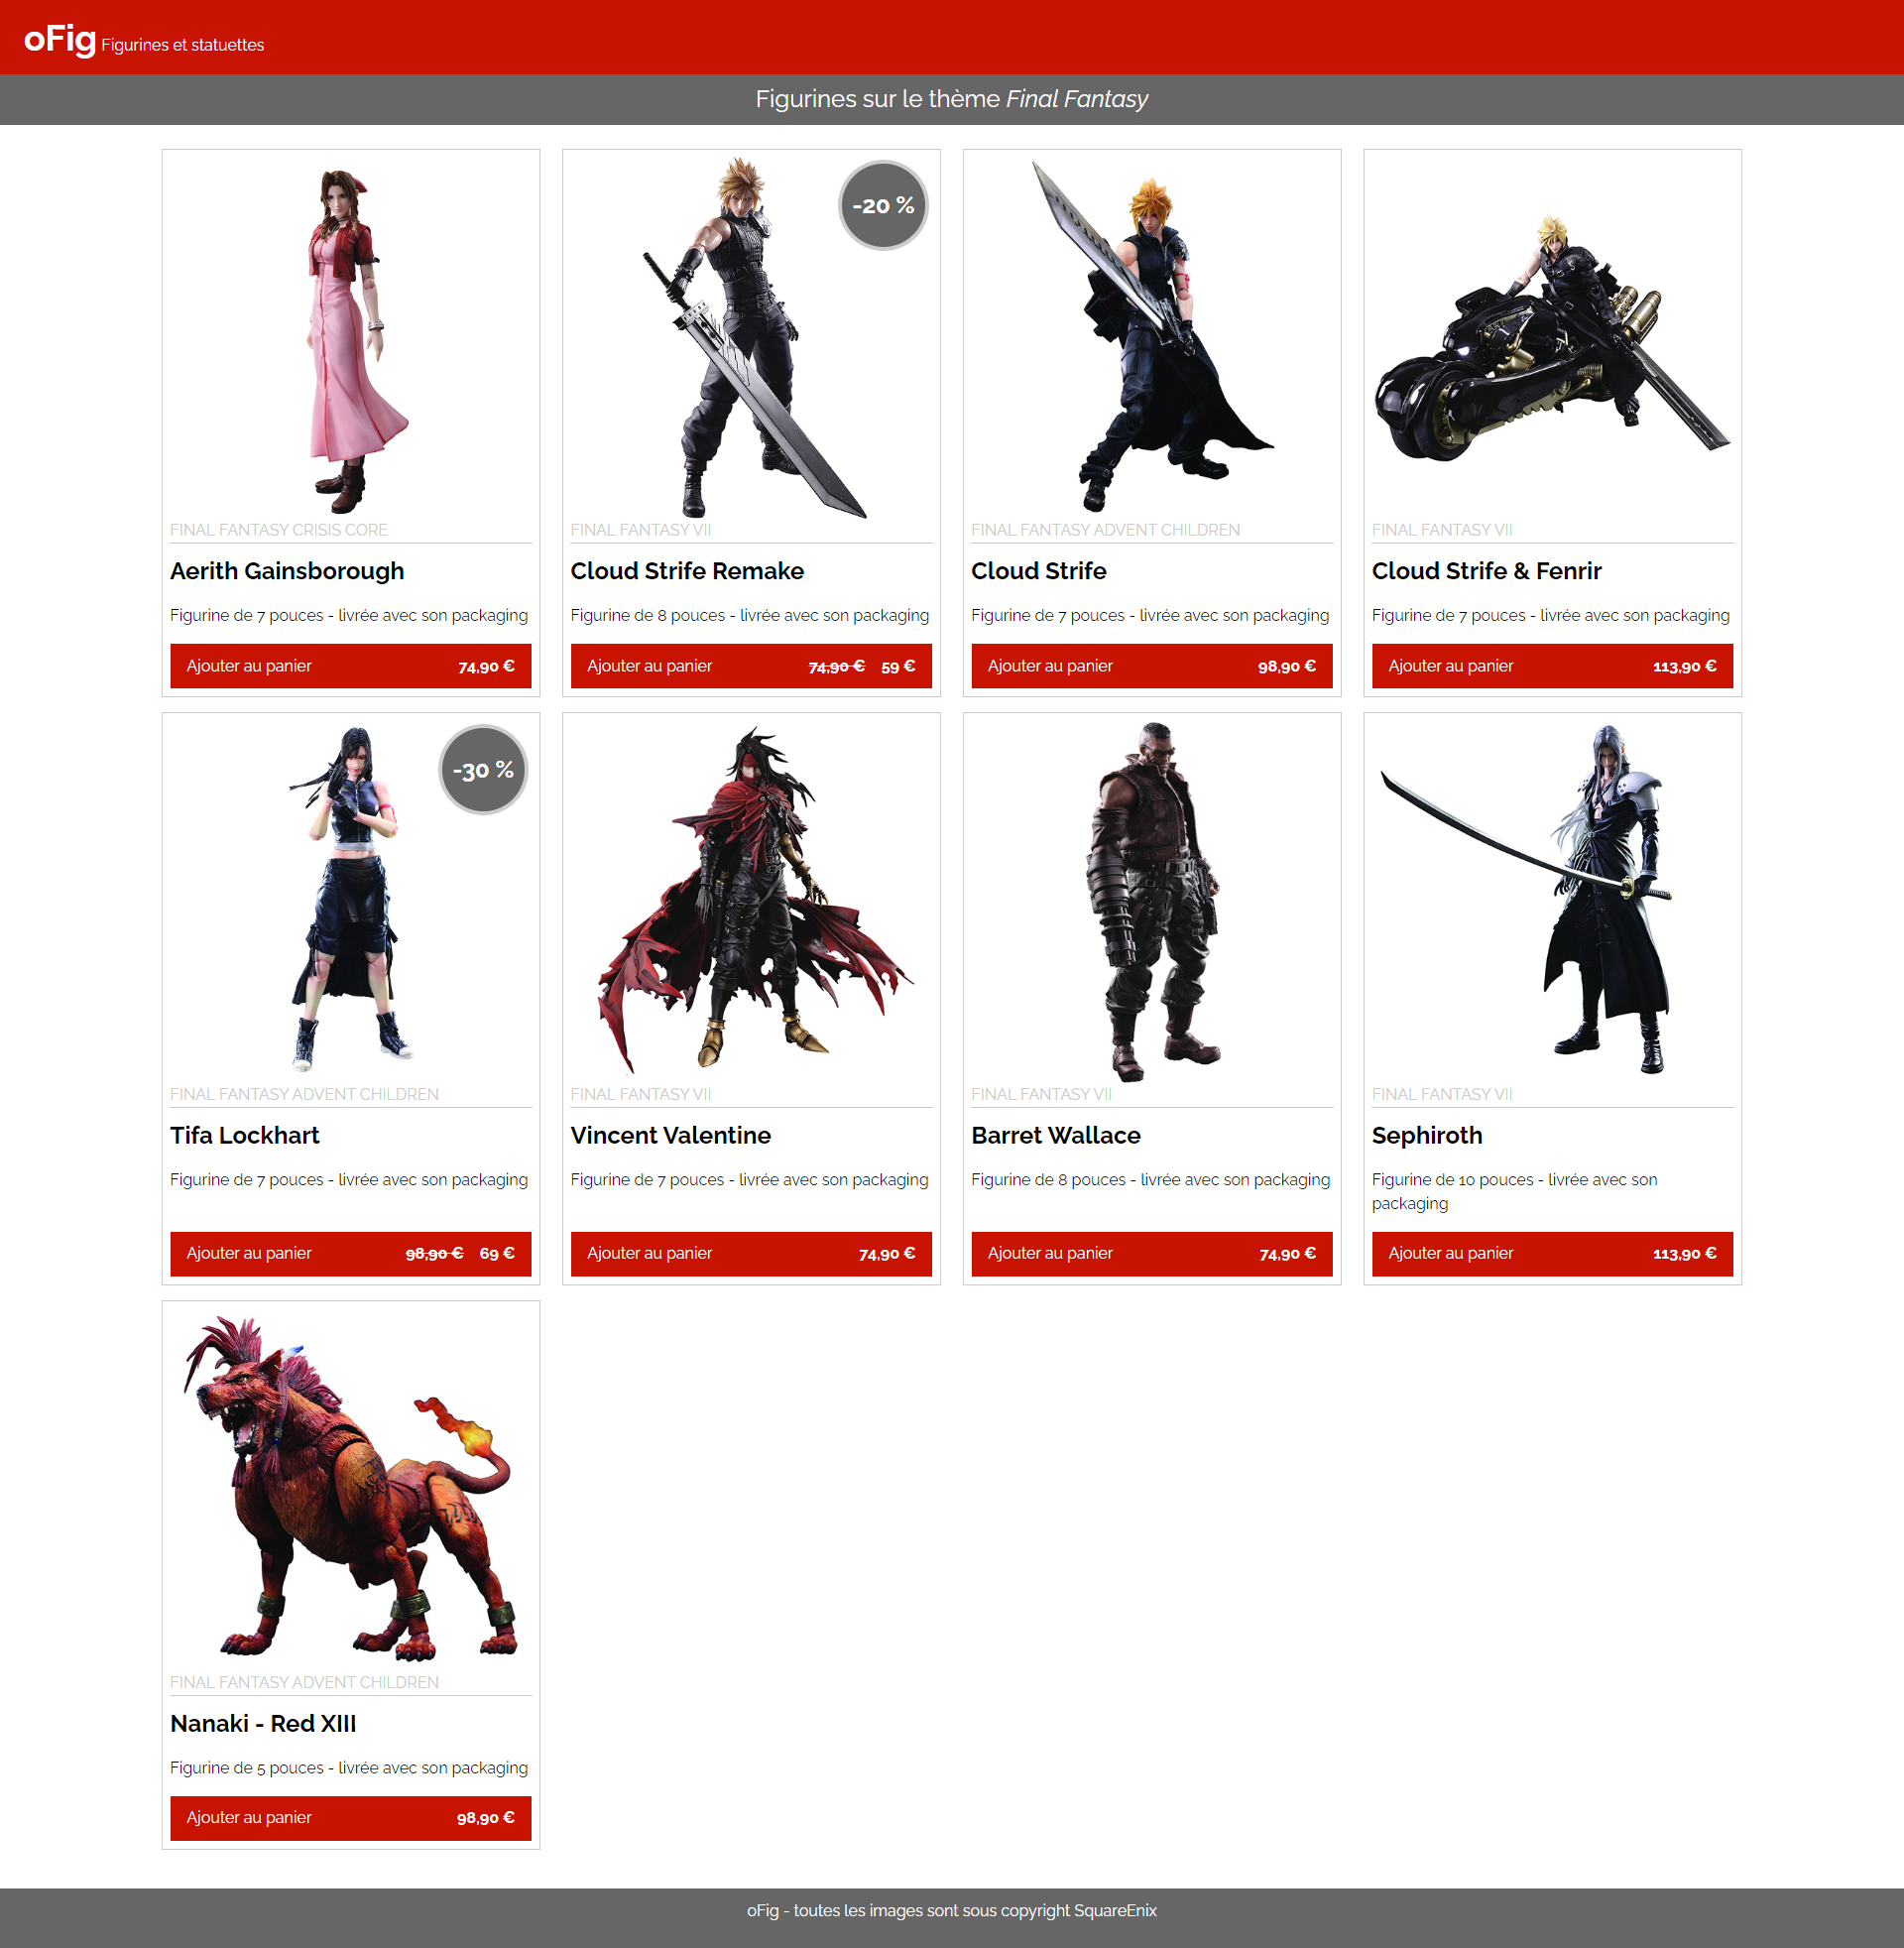 oFig Figurines et statuettes
Figurines sur le thème Final Fantasy
-20 %
FINAL FANTASY CRISIS CORE
Aerith Gainsborough
Figurine de 7 pouces - livrée avec son packaging
Ajouter au panier 74,90 €
FINAL FANTASY VII
Cloud Strife Remake
Figurine de 8 pouces - livrée avec son packaging
Ajouter au panier 74,90 € 59 €
FINAL FANTASY ADVENT CHILDREN
Cloud Strife
Figurine de 7 pouces - livrée avec son packaging
Ajouter au panier 98,90 €
FINAL FANTASY VII
Cloud Strife & Fenrir
Figurine de 7 pouces - livrée avec son packaging
Ajouter au panier 113,90 €
-30 %
FINAL FANTASY ADVENT CHILDREN
Tifa Lockhart
Figurine de 7 pouces - livrée avec son packaging
Ajouter au panier 98,90 € 69 €
FINAL FANTASY VII
Vincent Valentine
Figurine de 7 pouces - livrée avec son packaging
Ajouter au panier 74,90 €
FINAL FANTASY VII
Barret Wallace
Figurine de 8 pouces - livrée avec son packaging
Ajouter au panier 74,90 €
FINAL FANTASY VII
Sephiroth
Figurine de 10 pouces - livrée avec son
packaging
Ajouter au panier 113,90 €
FINAL FANTASY ADVENT CHILDREN
Nanaki - Red XIII
Figurine de 5 pouces - livrée avec son packaging
Ajouter au panier 98,90 €
oFig - toutes les images sont sous copyright SquareEnix